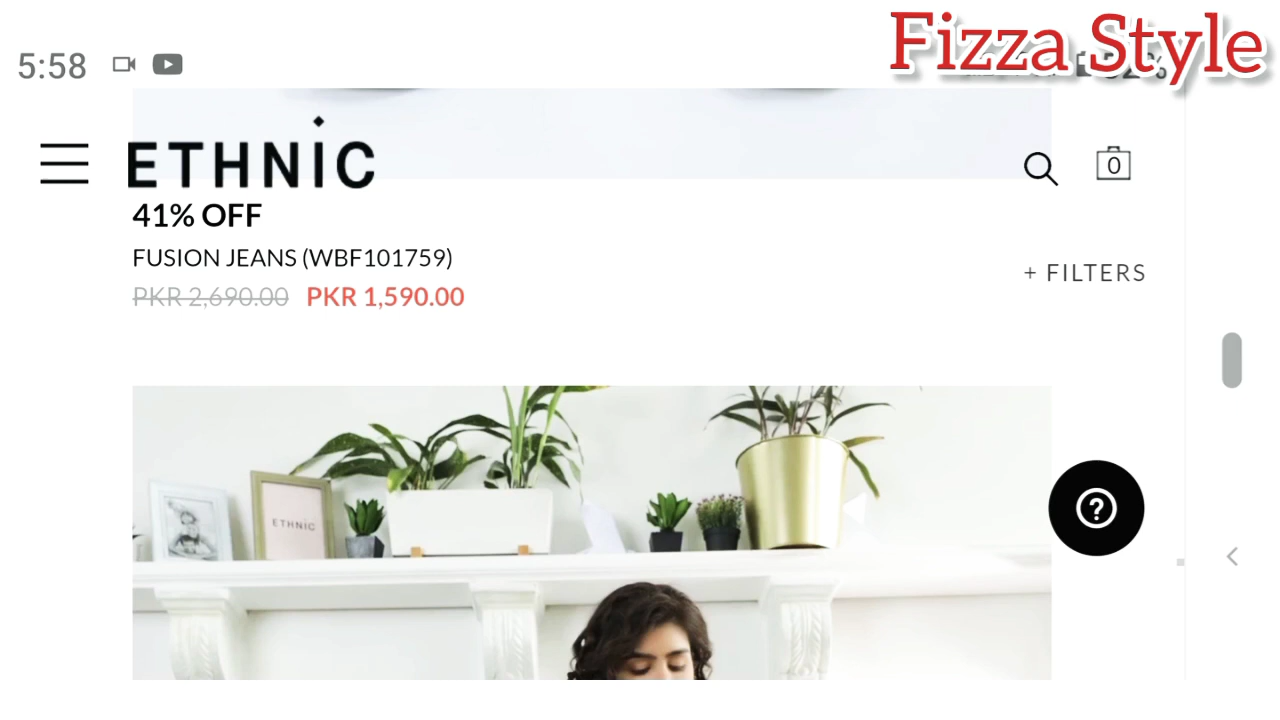 Fizza Style
5:58
ETHNIC
0
41% OFF
FUSION JEANS (WBF101759)
+ FILTERS
PKR 2,690.00 PKR 1,590.00
ETHNIC
?